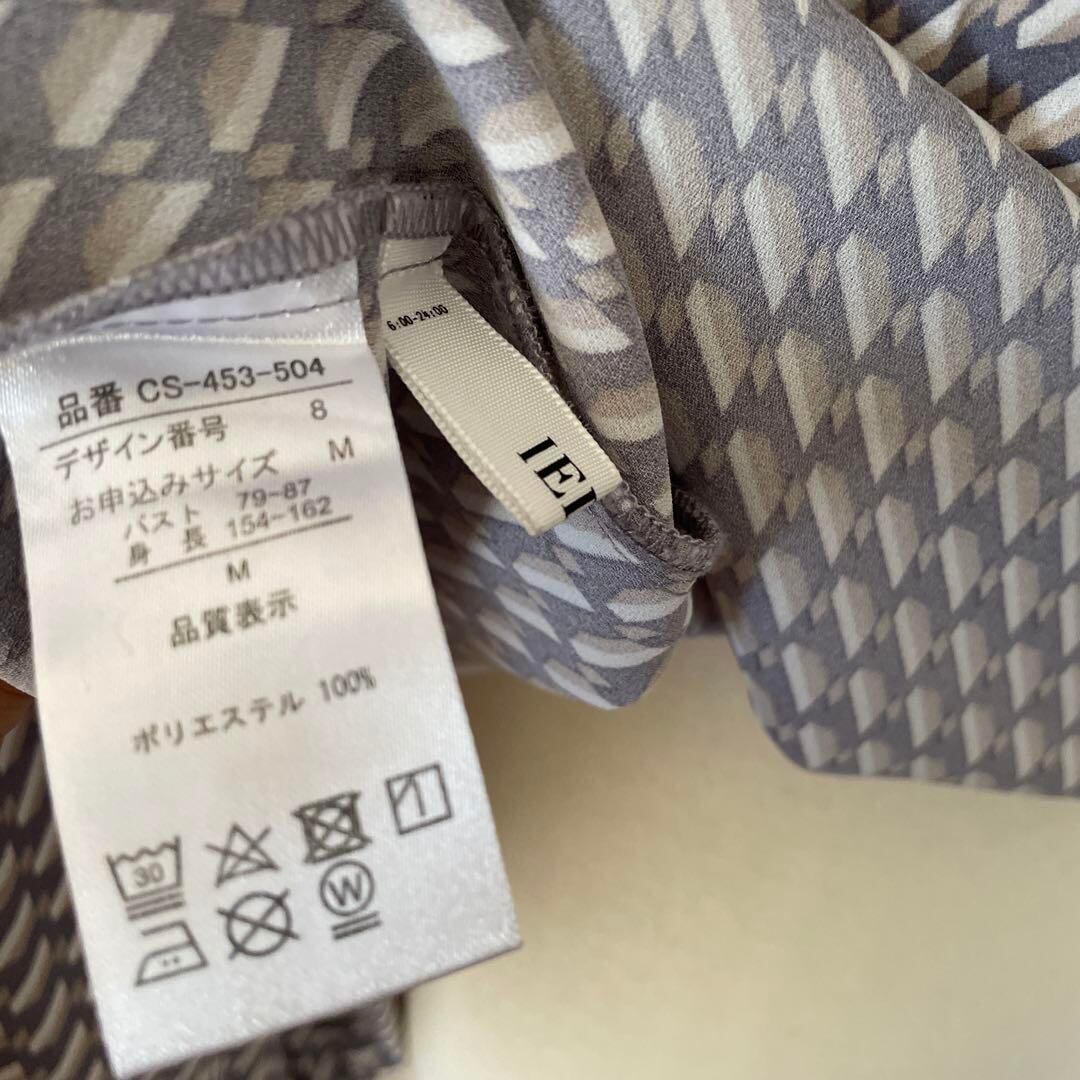 品番 CS-453-504
デザイン番号 8
お申込みサイズ M
バスト 79-87
身長 154-162
M
品質表示
ポリエステル 100%
30
W
6:00-24:00